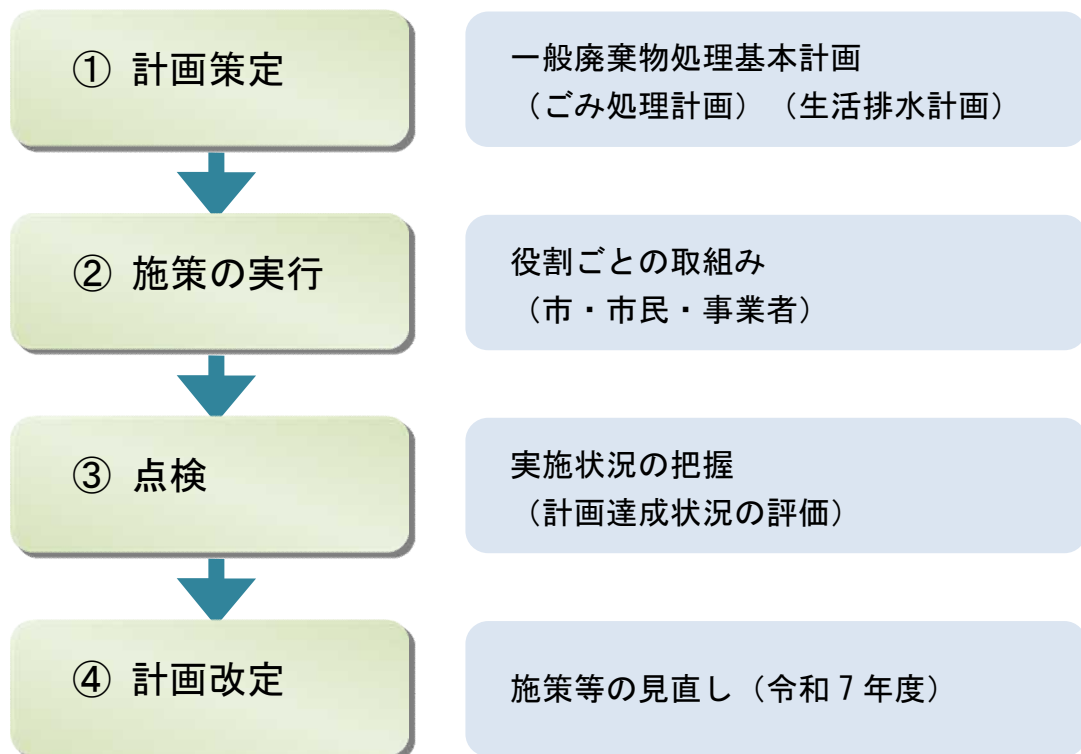 ① 計画策定
一般廃棄物処理基本計画
（ごみ処理計画）（生活排水計画）
② 施策の実行
役割ごとの取組み
（市・市民・事業者）
③ 点検
実施状況の把握
（計画達成状況の評価）
④ 計画改定
施策等の見直し（令和７年度）